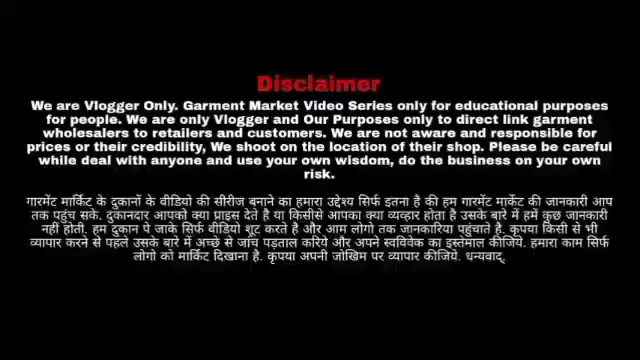 Disclaimer
We are Vlogger Only. Garment Market Video Series only for educational purposes
for people. We are only Vlogger and Our Purposes only to direct link garment
wholesalers to retailers and customers. We are not aware and responsible for
prices or their credibility, We shoot on the location of their shop. Please be careful
while deal with anyone and use your own wisdom, do the business on your own
risk.
गारमेंट मार्किट के दुकानों के वीडियो की सीरीज बनाने का हमारा उद्देश्य सिर्फ इतना है की हम गारमेंट मार्केट की जानकारी आप
तक पहुंच सके. दुकानदार आपको क्या प्राइस देते है या किसीसे आपका क्या व्यव्हार होता है उसके बारे में हमें कुछ जानकारी
नहीं होती. हम दुकान पे जाके सिर्फ वीडियो शूट करते है और आम लोगो तक जानकारिया पहुंचाते है. कृपया किसी से भी
व्यापार करने से पहले उसके बारे में अच्छे से जांच पड़ताल करिये और अपने स्वविवेक का इस्तेमाल कीजिये. हमारा काम सिर्फ
लोगो को मार्किट दिखाना है. कृपया अपनी जोखिम पर व्यापार कीजिये. धन्यवाद्.